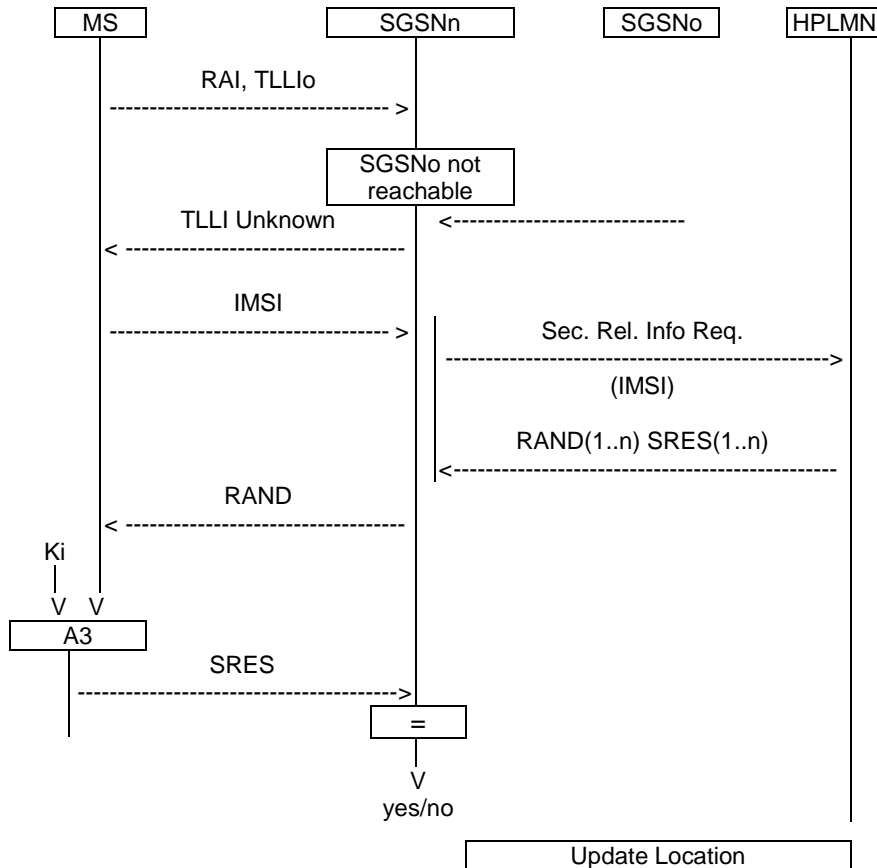 MS SGSNn SGSNo HPLMN
RAI, TLLIo
------------------------------- >
SGSNo not
reachable
<---------------------------
TLLI Unknown
< -------------------------------
IMSI
------------------------------- >
Sec. Rel. Info Req.
------------------------------------------->
(IMSI)
RAND(1..n) SRES(1..n)
<-------------------------------------------
RAND
< -------------------------------
Ki
V V
A3
SRES
------------------------------------>
=
V
yes/no
Update Location